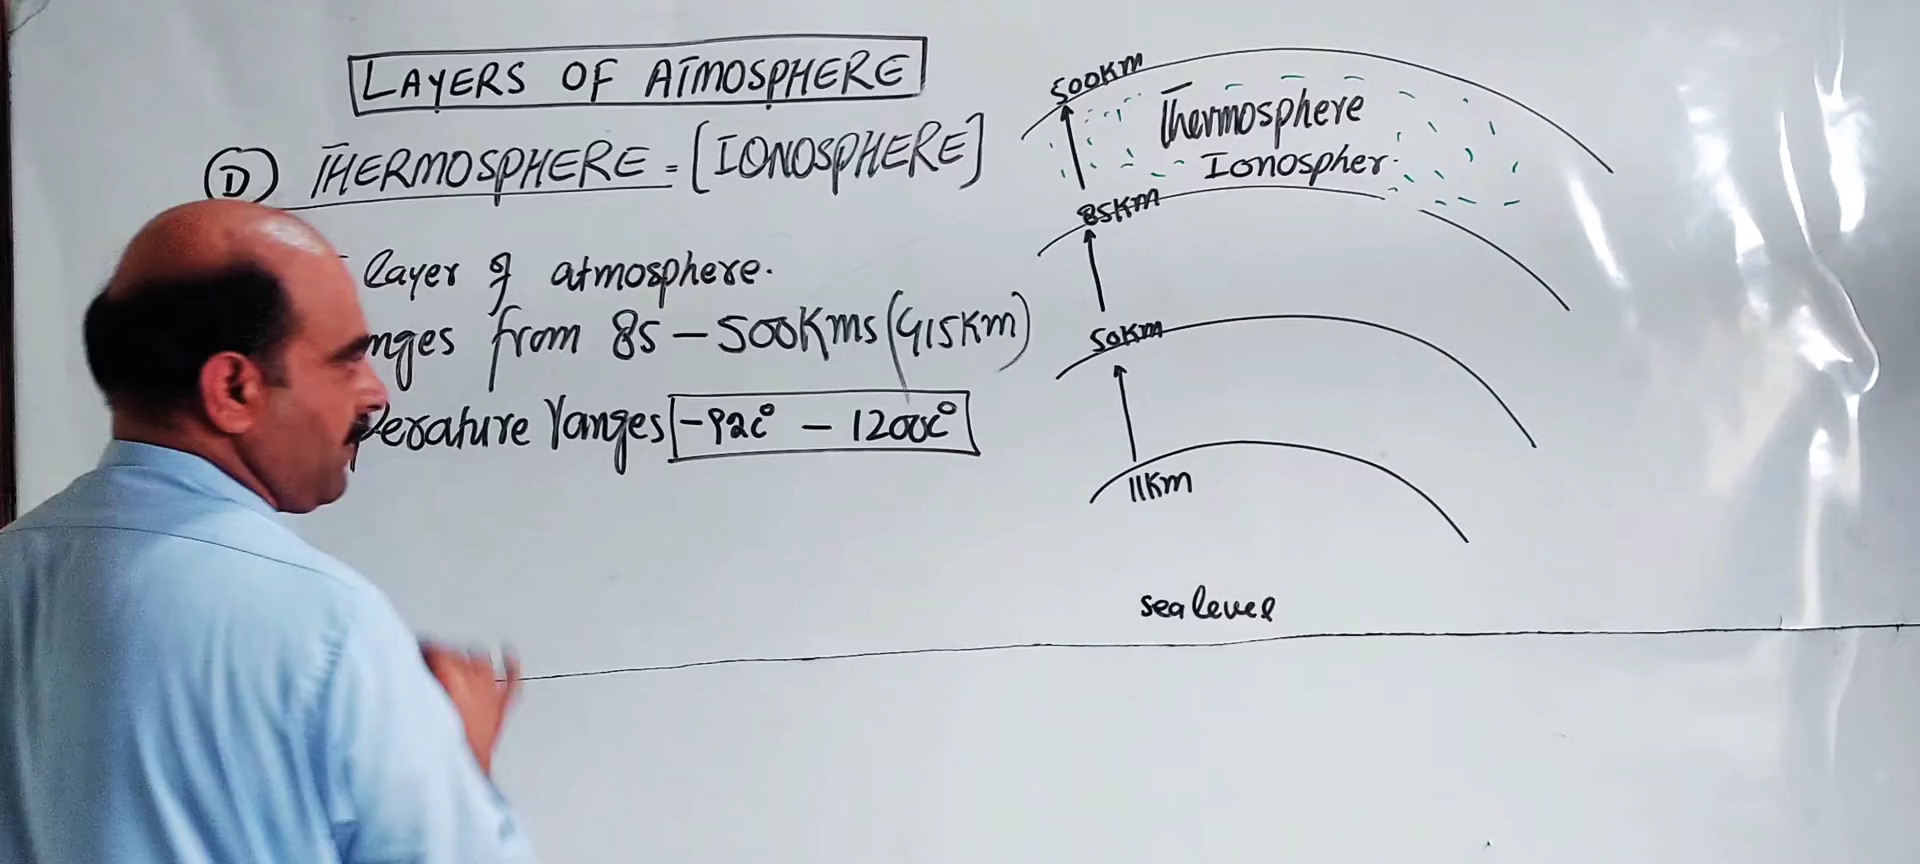 LAYERS OF ATMOSPHERE
D THERMOSPHERE = [IONOSPHERE]
layer of atmosphere.
nges from 85 – 500Kms (415Km)
perature ranges -92c° – 1200c°
500Km
Thermosphere
Ionospher.
85Km
50Km
11Km
sea level